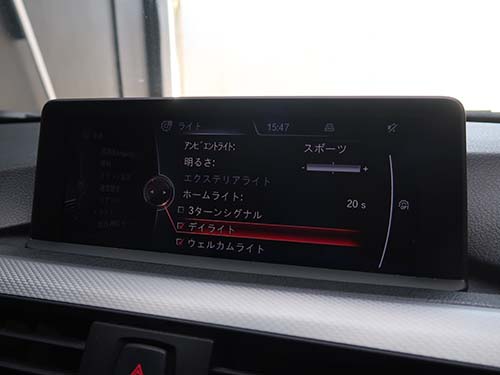 ライト 15:47
アンビエントライト: スポーツ
明るさ: - +
エクステリアライト
ホームライト: 20 s
3ターンシグナル
デイライト
ウェルカムライト